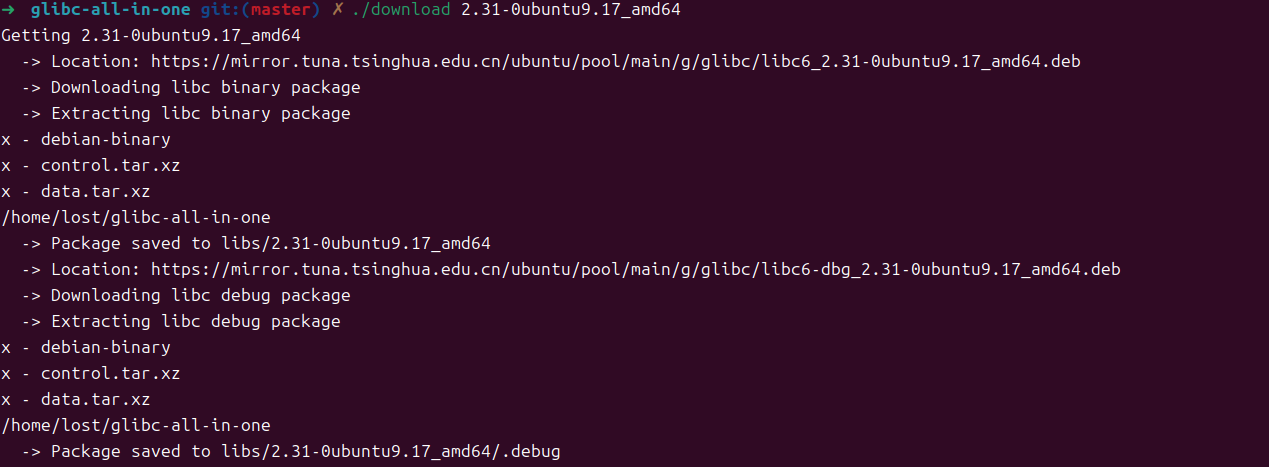 ➜  glibc-all-in-one git:(master) ✗ ./download 2.31-0ubuntu9.17_amd64
Getting 2.31-0ubuntu9.17_amd64
  -> Location: https://mirror.tuna.tsinghua.edu.cn/ubuntu/pool/main/g/glibc/libc6_2.31-0ubuntu9.17_amd64.deb
  -> Downloading libc binary package
  -> Extracting libc binary package
x - debian-binary
x - control.tar.xz
x - data.tar.xz
/home/lost/glibc-all-in-one
  -> Package saved to libs/2.31-0ubuntu9.17_amd64
  -> Location: https://mirror.tuna.tsinghua.edu.cn/ubuntu/pool/main/g/glibc/libc6-dbg_2.31-0ubuntu9.17_amd64.deb
  -> Downloading libc debug package
  -> Extracting libc debug package
x - debian-binary
x - control.tar.xz
x - data.tar.xz
/home/lost/glibc-all-in-one
  -> Package saved to libs/2.31-0ubuntu9.17_amd64/.debug